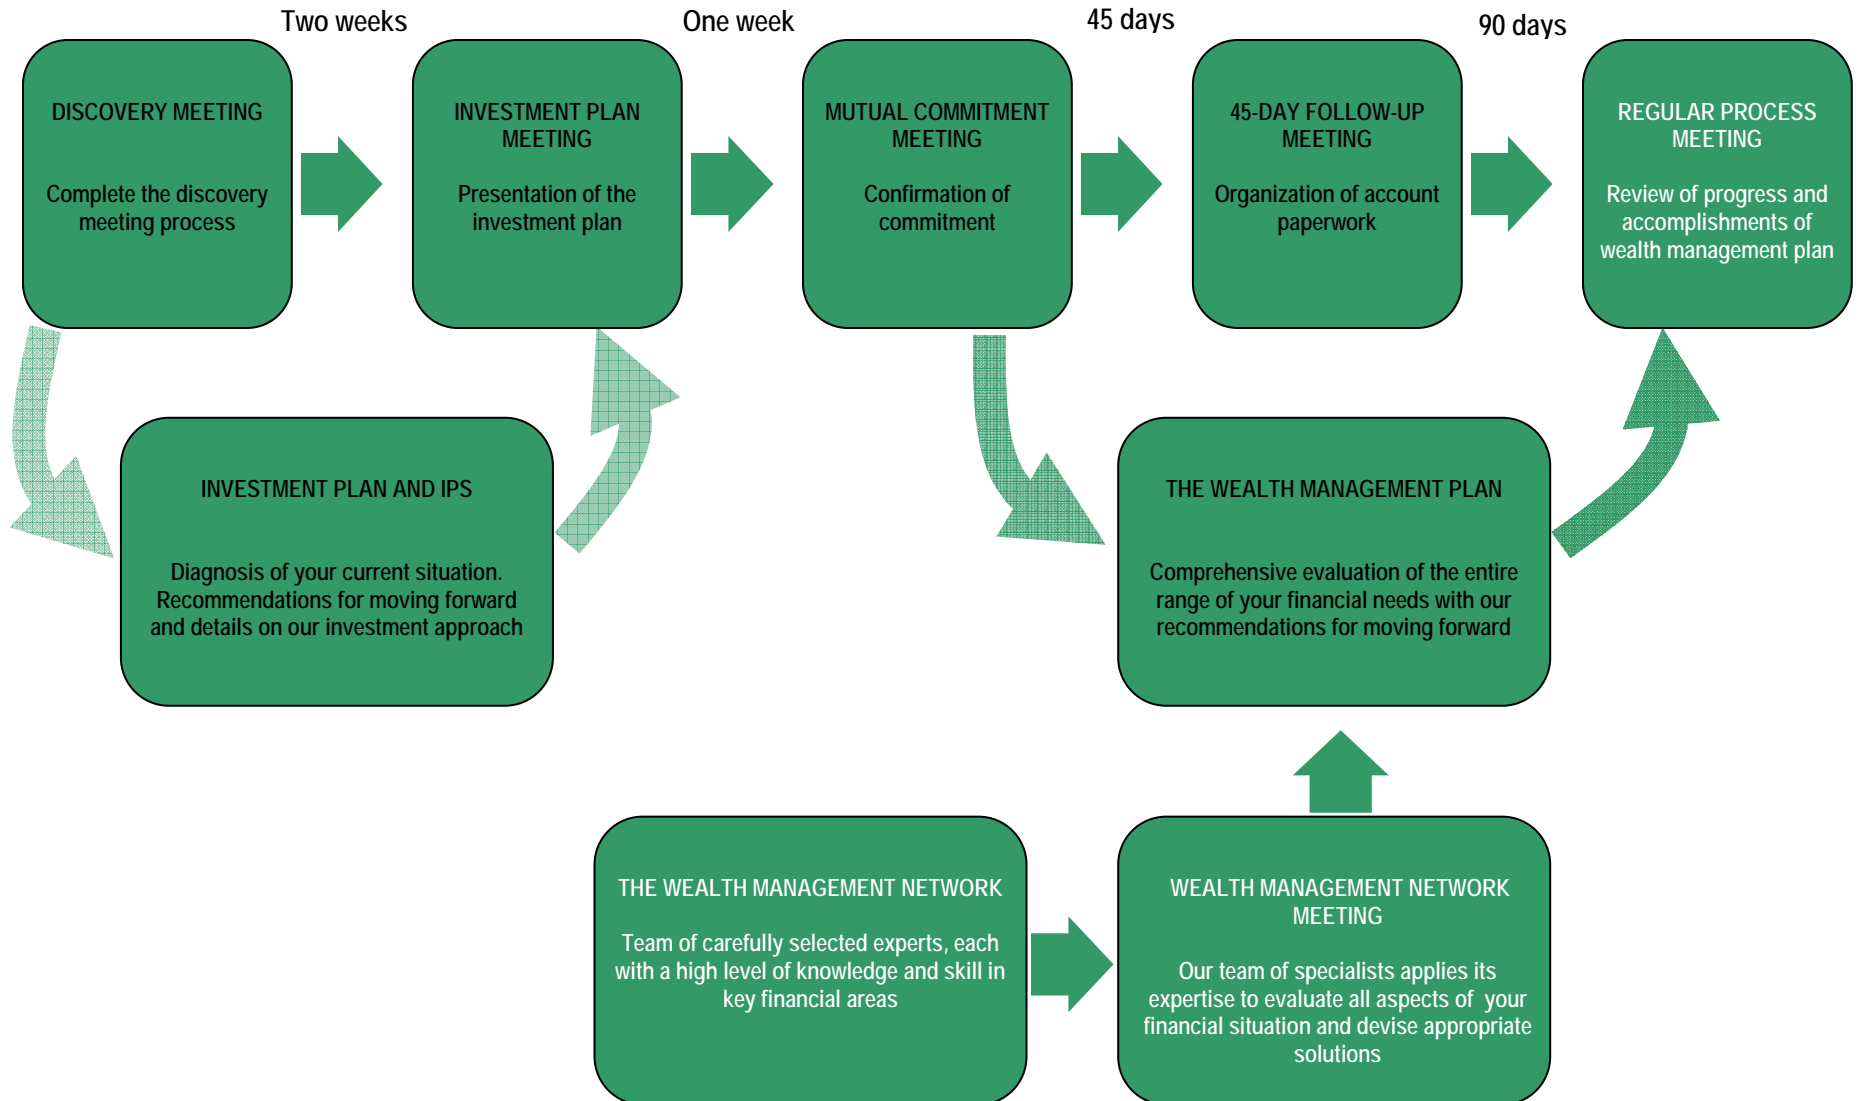 Two weeks
One week
45 days
90 days
DISCOVERY MEETING
Complete the discovery
meeting process
INVESTMENT PLAN
MEETING
Presentation of the
investment plan
MUTUAL COMMITMENT
MEETING
Confirmation of
commitment
45-DAY FOLLOW-UP
MEETING
Organization of account
paperwork
REGULAR PROCESS
MEETING
Review of progress and
accomplishments of
wealth management plan
INVESTMENT PLAN AND IPS
Diagnosis of your current situation.
Recommendations for moving forward
and details on our investment approach
THE WEALTH MANAGEMENT PLAN
Comprehensive evaluation of the entire
range of your financial needs with our
recommendations for moving forward
THE WEALTH MANAGEMENT NETWORK
Team of carefully selected experts, each
with a high level of knowledge and skill in
key financial areas
WEALTH MANAGEMENT NETWORK
MEETING
Our team of specialists applies its
expertise to evaluate all aspects of your
financial situation and devise appropriate
solutions